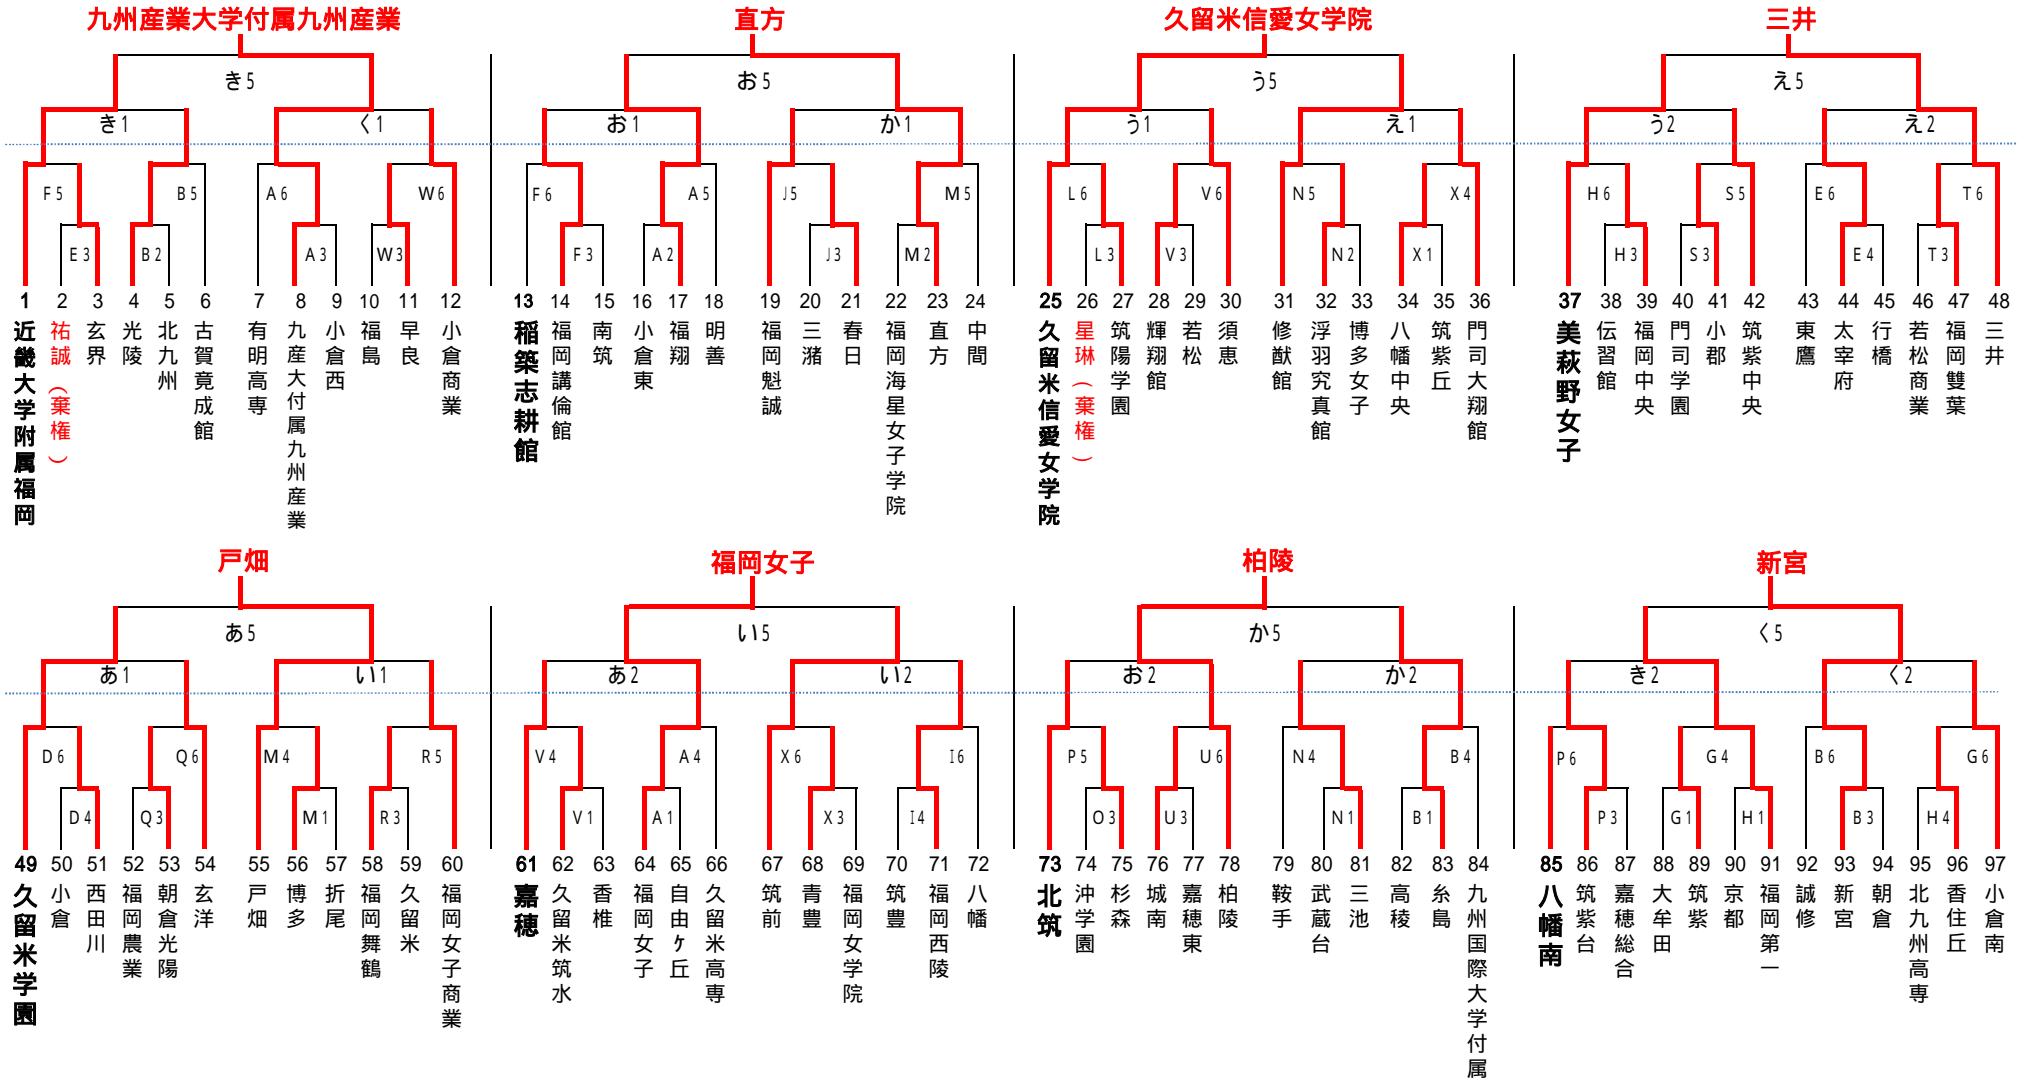 九州産業大学付属九州産業
直方
久留米信愛女学院
三井
き5
お5
う5
え5
き1
く1
お1
か1
う1
え1
う2
え2
F5
B5
A6
W6
F6
A5
J5
M5
L6
V6
N5
X4
H6
S5
E6
T6
E3
B2
A3
W3
F3
A2
J3
M2
L3
V3
N2
X1
H3
S3
E4
T3
1 近畿大学附属福岡
2 祐誠(棄権)
3 玄界
4 光陵
5 北九州
6 古賀竟成館
7 有明高専
8 九産大付属九州産業
9 小倉西
10 福島
11 早良
12 小倉商業
13 稲築志耕館
14 福岡講倫館
15 南筑
16 小倉東
17 福翔
18 明善
19 福岡魁誠
20 三潴
21 春日
22 福岡海星女子学院
23 直方
24 中間
25 久留米信愛女学院
26 星琳(棄権)
27 筑陽学園
28 輝翔館
29 若松
30 須恵
31 修猷館
32 浮羽究真館
33 博多女子
34 八幡中央
35 筑紫丘
36 門司大翔館
37 美萩野女子
38 伝習館
39 福岡中央
40 門司学園
41 小郡
42 筑紫中央
43 東鷹
44 太宰府
45 行橋
46 若松商業
47 福岡雙葉
48 三井
戸畑
福岡女子
柏陵
新宮
あ5
い5
か5
く5
あ1
い1
あ2
い2
お2
か2
き2
く2
D6
Q6
M4
R5
V4
A4
X6
I6
P5
U6
N4
B4
P6
G4
B6
G6
D4
Q3
M1
R3
V1
A1
X3
I4
O3
U3
N1
B1
P3
G1
H1
B3
H4
49 久留米学園
50 小倉
51 西田川
52 福岡農業
53 朝倉光陽
54 玄洋
55 戸畑
56 博多
57 折尾
58 福岡舞鶴
59 久留米
60 福岡女子商業
61 嘉穂
62 久留米筑水
63 香椎
64 福岡女子
65 自由ケ丘
66 久留米高専
67 筑前
68 青豊
69 福岡女学院
70 筑豊
71 福岡西陵
72 八幡
73 北筑
74 沖学園
75 杉森
76 城南
77 嘉穂東
78 柏陵
79 鞍手
80 武蔵台
81 三池
82 高稜
83 糸島
84 九州国際大学付属
85 八幡南
86 筑紫台
87 嘉穂総合
88 大牟田
89 筑紫
90 京都
91 福岡第一
92 誠修
93 新宮
94 朝倉
95 北九州高専
96 香住丘
97 小倉南